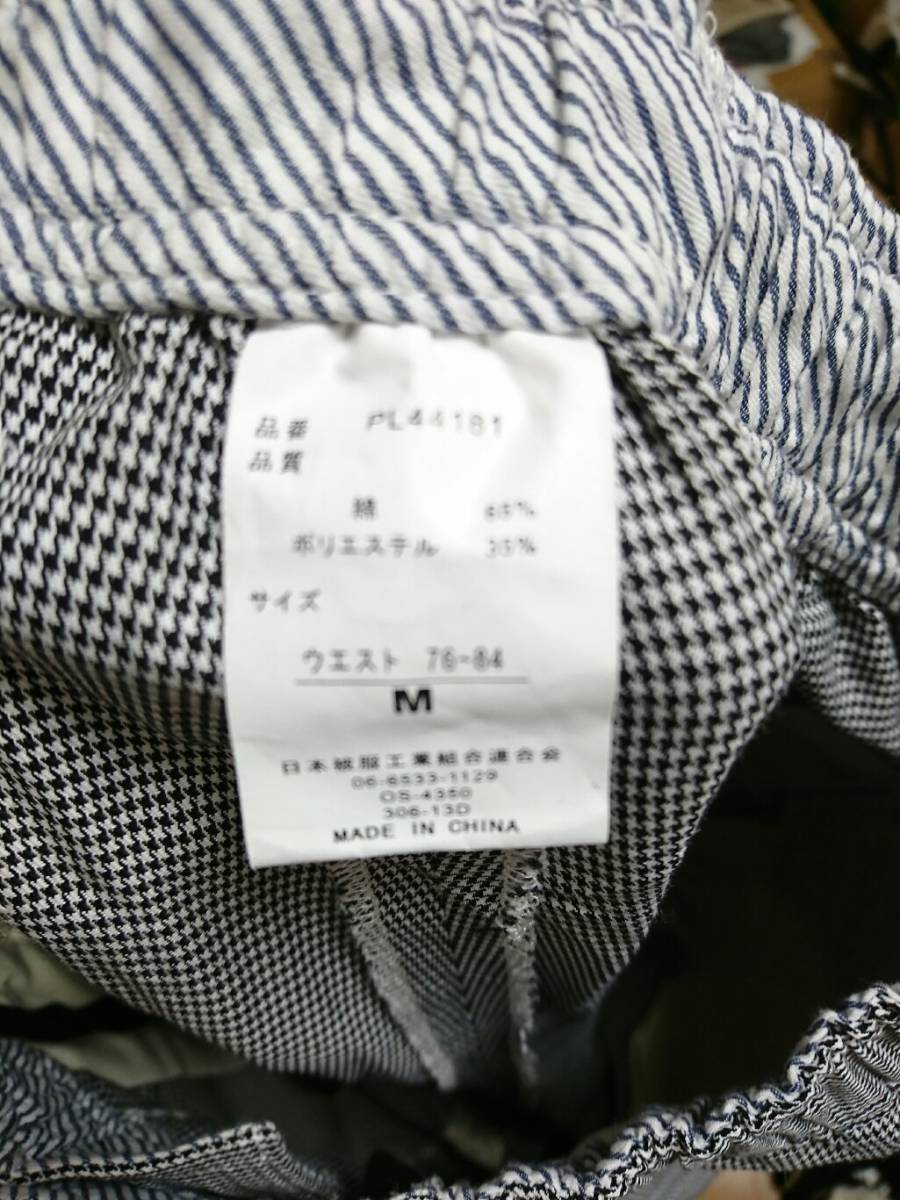 品番 PL44181
品質
綿 65%
ポリエステル 35%
サイズ
ウエスト 76-84
M
日本被服工業組合連合会
06-6533-1129
OS-4360
306-13D
MADE IN CHINA